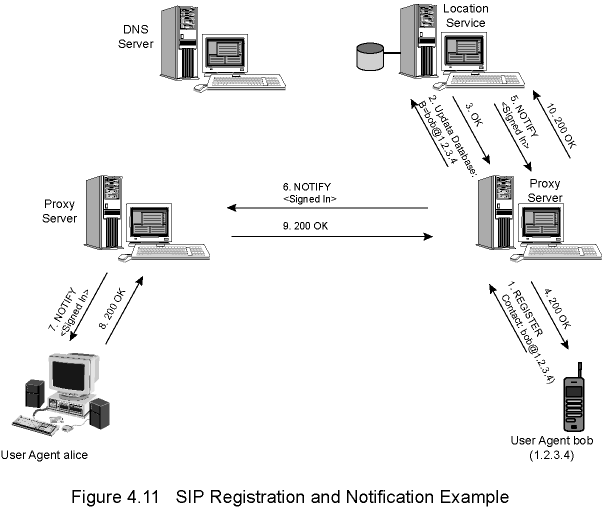 DNS
Server
Location
Service
2. Updata Database:
B=bob@1.2.3.4
3. OK
5. NOTIFY
<Signed In>
10. 200 OK
Proxy
Server
6. NOTIFY
<Signed In>
9. 200 OK
Proxy
Server
7. NOTIFY
<Signed In>
8. 200 OK
1. REGISTER
Contact: bob@1.2.3.4)
4. 200 OK
User Agent alice
User Agent bob
(1.2.3.4)
Figure 4.11 SIP Registration and Notification Example